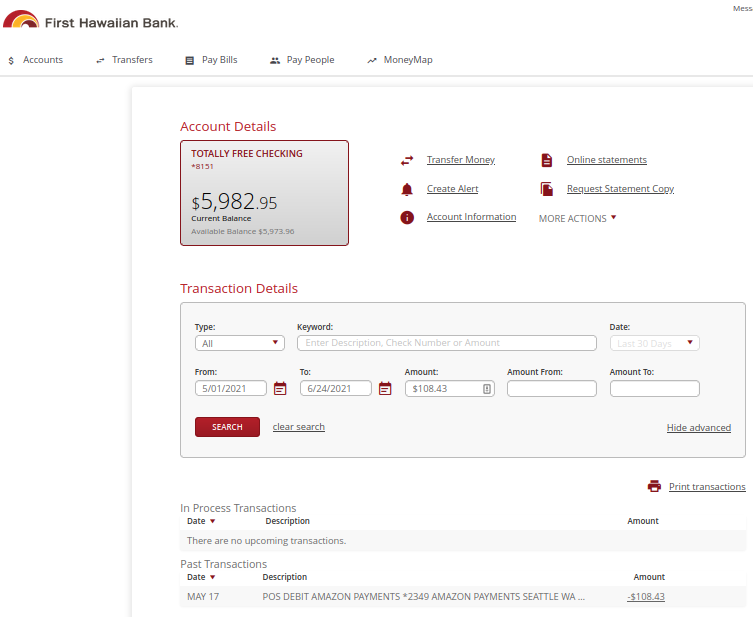 Mess
First Hawaiian Bank.
$ Accounts Transfers Pay Bills Pay People MoneyMap
Account Details
TOTALLY FREE CHECKING
*8151
$5,982.95
Current Balance
Available Balance $5,973.96
Transfer Money Online statements
Create Alert Request Statement Copy
Account Information MORE ACTIONS
Transaction Details
Type: Keyword: Date:
All Enter Description, Check Number or Amount Last 30 Days
From: To: Amount: Amount From: Amount To:
5/01/2021 6/24/2021 $108.43
SEARCH clear search Hide advanced
Print transactions
In Process Transactions
Date Description Amount
There are no upcoming transactions.
Past Transactions
Date Description Amount
MAY 17 POS DEBIT AMAZON PAYMENTS *2349 AMAZON PAYMENTS SEATTLE WA ... -$108.43